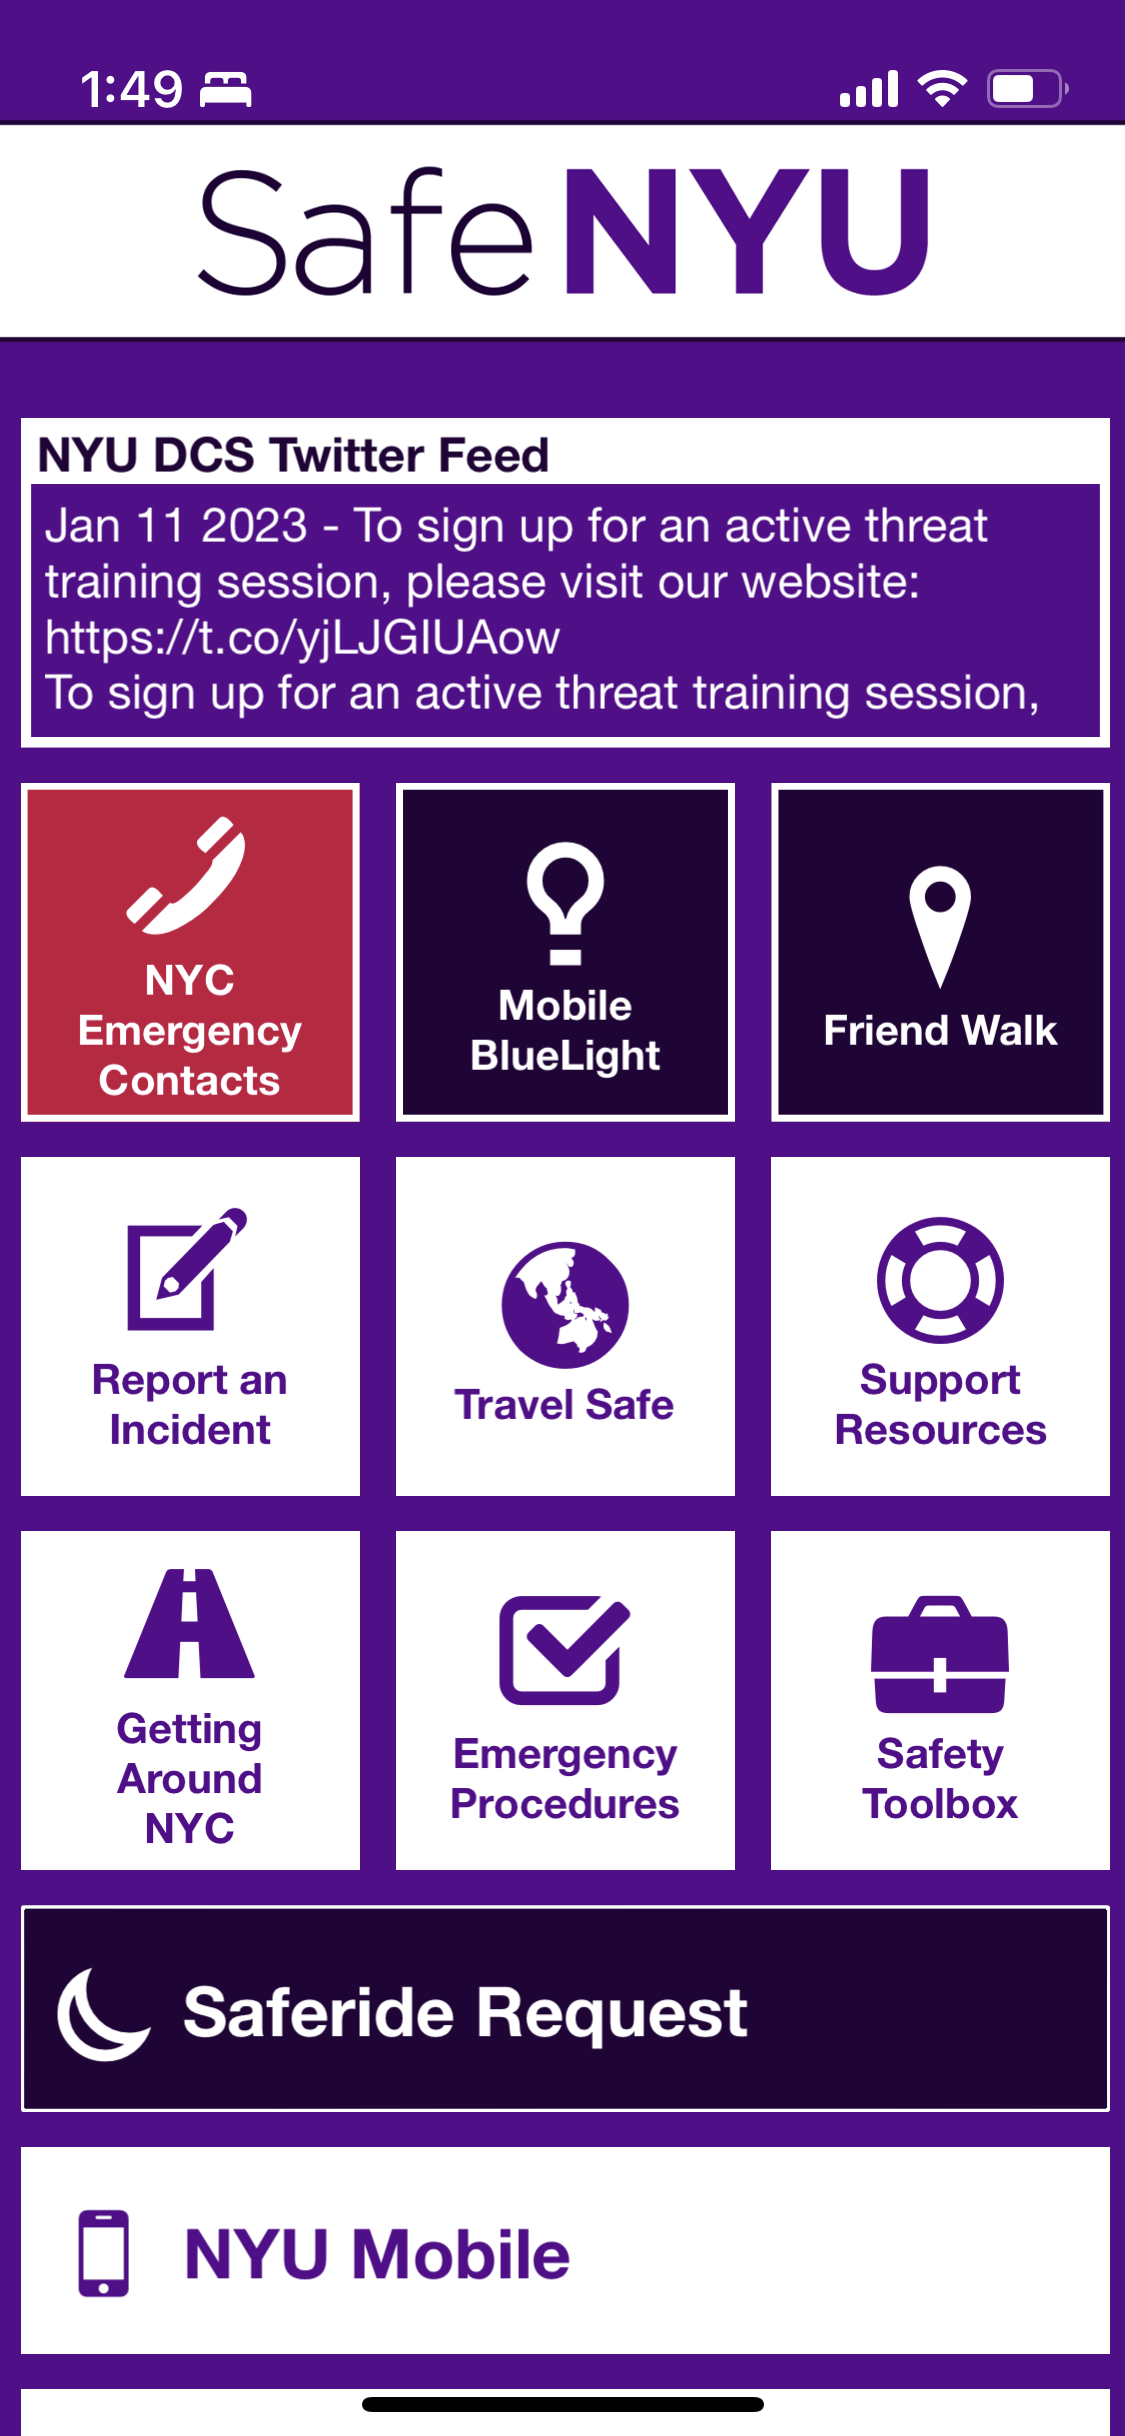 1:49
SafeNYU
NYU DCS Twitter Feed
Jan 11 2023 - To sign up for an active threat
training session, please visit our website:
https://t.co/yjLJGIUAow
To sign up for an active threat training session,
NYC
Emergency
Contacts
Mobile
BlueLight
Friend Walk
Report an
Incident
Travel Safe
Support
Resources
Getting
Around
NYC
Emergency
Procedures
Safety
Toolbox
Saferide Request
NYU Mobile